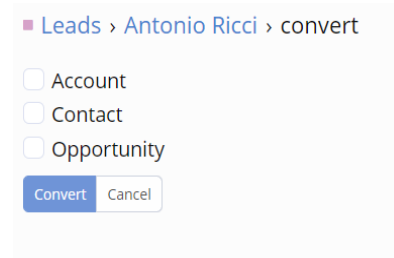 Leads › Antonio Ricci › convert
Account
Contact
Opportunity
Convert Cancel